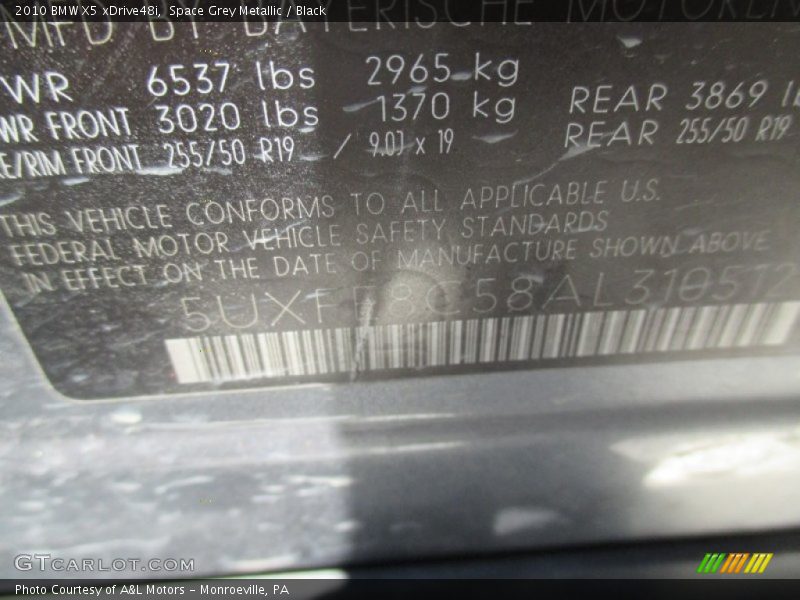 2010 BMW X5 xDrive48i, Space Grey Metallic / Black
MFD BY BAYERISCHE MOTOREN
WR 6537 lbs 2965 kg
WR FRONT 3020 lbs 1370 kg REAR 3869 lb
E/RIM FRONT 255/50 R19 / 9.0J x 19 REAR 255/50 R19
THIS VEHICLE CONFORMS TO ALL APPLICABLE U.S.
FEDERAL MOTOR VEHICLE SAFETY STANDARDS
IN EFFECT ON THE DATE OF MANUFACTURE SHOWN ABOVE
5UXFE8C58AL310512
GTCARLOT.COM
Photo Courtesy of A&L Motors - Monroeville, PA